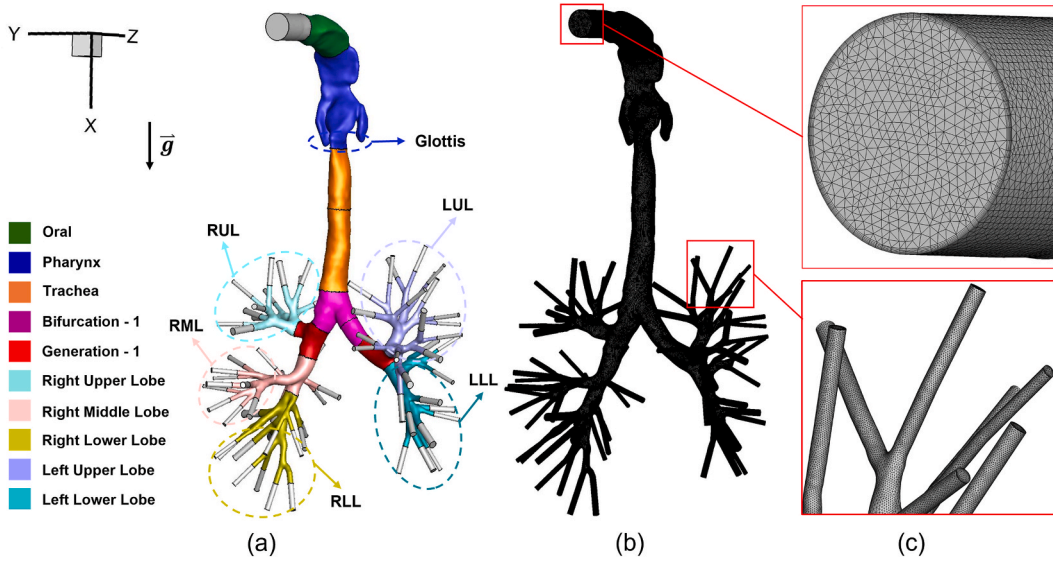 Y
Z
X
g
Glottis
LUL
RUL
RML
LLL
RLL
Oral
Pharynx
Trachea
Bifurcation - 1
Generation - 1
Right Upper Lobe
Right Middle Lobe
Right Lower Lobe
Left Upper Lobe
Left Lower Lobe
(a)
(b)
(c)